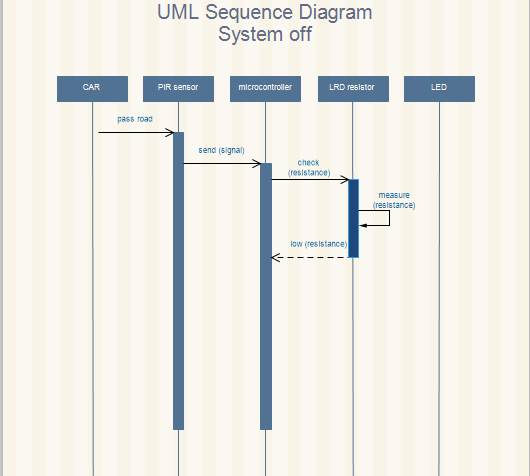 UML Sequence Diagram
System off
CAR
PIR sensor
microcontroller
LRD resistor
LED
pass road
send (signal)
check
(resistance)
measure
(resistance)
low (resistance)